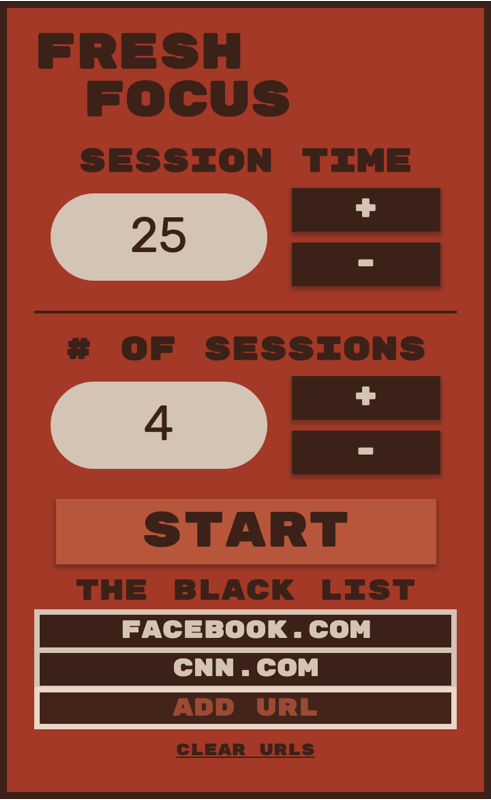 FRESH
FOCUS
SESSION TIME
25
+
-
# OF SESSIONS
4
+
-
START
THE BLACK LIST
FACEBOOK.COM
CNN.COM
ADD URL
CLEAR URLS